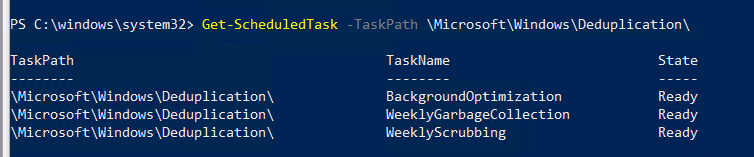 PS C:\windows\system32> Get-ScheduledTask -TaskPath \Microsoft\Windows\Deduplication\
TaskPath TaskName State
-------- -------- -----
\Microsoft\Windows\Deduplication\ BackgroundOptimization Ready
\Microsoft\Windows\Deduplication\ WeeklyGarbageCollection Ready
\Microsoft\Windows\Deduplication\ WeeklyScrubbing Ready